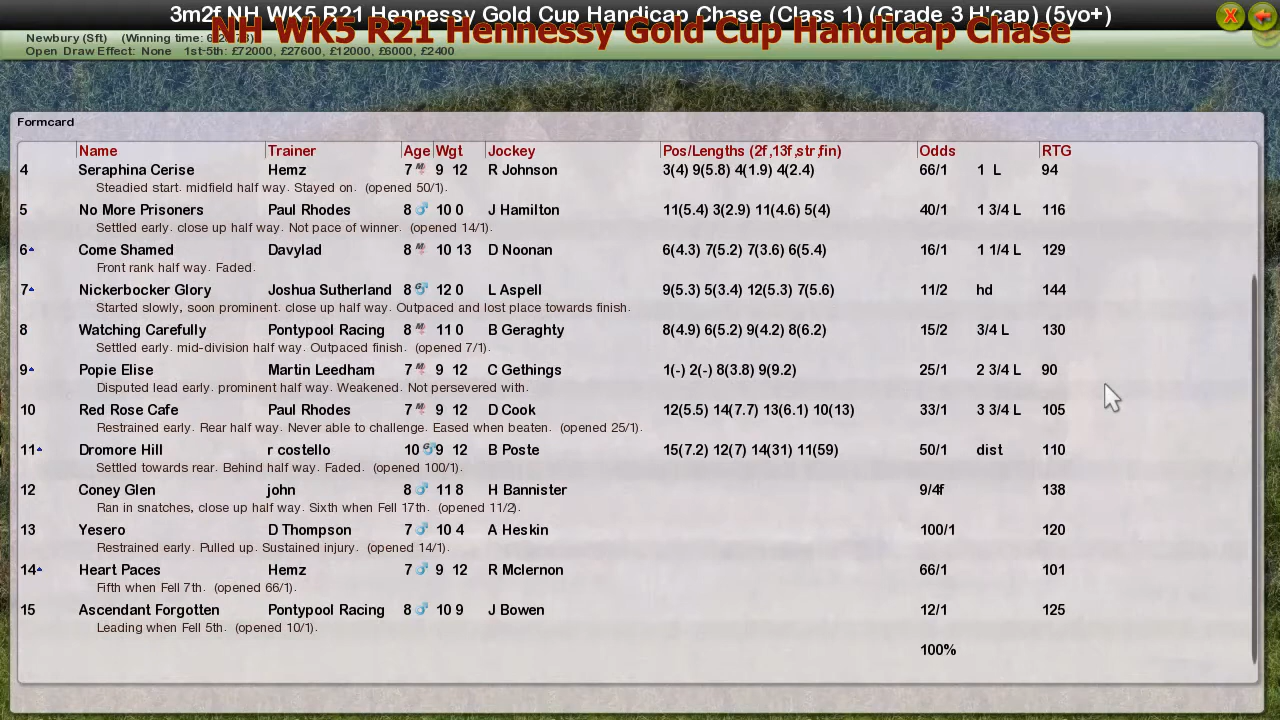 3m2f NH WK5 R21 Hennessy Gold Cup Handicap Chase (Class 1) (Grade 3 H'cap) (5yo+)
NH WK5 R21 Hennessy Gold Cup Handicap Chase
Newbury (Sft) (Winning time:
Open Draw Effect: None 1st-5th: £72000, £27600, £12000, £6000, £2400
Formcard
Name Trainer Age Wgt Jockey Pos/Lengths (2f,13f,str,fin) Odds RTG
4 Seraphina Cerise Hemz 7 9 12 R Johnson 3(4) 9(5.8) 4(1.9) 4(2.4) 66/1 1 L 94
Steadied start. midfield half way. Stayed on. (opened 50/1).
5 No More Prisoners Paul Rhodes 8 10 0 J Hamilton 11(5.4) 3(2.9) 11(4.6) 5(4) 40/1 1 3/4 L 116
Settled early. close up half way. Not pace of winner. (opened 14/1).
6 Come Shamed Davylad 8 10 13 D Noonan 6(4.3) 7(5.2) 7(3.6) 6(5.4) 16/1 1 1/4 L 129
Front rank half way. Faded.
7 Nickerbocker Glory Joshua Sutherland 8 12 0 L Aspell 9(5.3) 5(3.4) 12(5.3) 7(5.6) 11/2 hd 144
Started slowly, soon prominent. close up half way. Outpaced and lost place towards finish.
8 Watching Carefully Pontypool Racing 8 11 0 B Geraghty 8(4.9) 6(5.2) 9(4.2) 8(6.2) 15/2 3/4 L 130
Settled early. mid-division half way. Outpaced finish. (opened 7/1).
9 Popie Elise Martin Leedham 7 9 12 C Gethings 1(-) 2(-) 8(3.8) 9(9.2) 25/1 2 3/4 L 90
Disputed lead early. prominent half way. Weakened. Not persevered with.
10 Red Rose Cafe Paul Rhodes 7 9 12 D Cook 12(5.5) 14(7.7) 13(6.1) 10(13) 33/1 3 3/4 L 105
Restrained early. Rear half way. Never able to challenge. Eased when beaten. (opened 25/1).
11 Dromore Hill r costello 10 9 12 B Poste 15(7.2) 12(7) 14(31) 11(59) 50/1 dist 110
Settled towards rear. Behind half way. Faded. (opened 100/1).
12 Coney Glen john 8 11 8 H Bannister 9/4f 138
Ran in snatches, close up half way. Sixth when Fell 17th. (opened 11/2).
13 Yesero D Thompson 7 10 4 A Heskin 100/1 120
Restrained early. Pulled up. Sustained injury. (opened 14/1).
14 Heart Paces Hemz 7 9 12 R Mclernon 66/1 101
Fifth when Fell 7th. (opened 66/1).
15 Ascendant Forgotten Pontypool Racing 8 10 9 J Bowen 12/1 125
Leading when Fell 5th. (opened 10/1).
100%